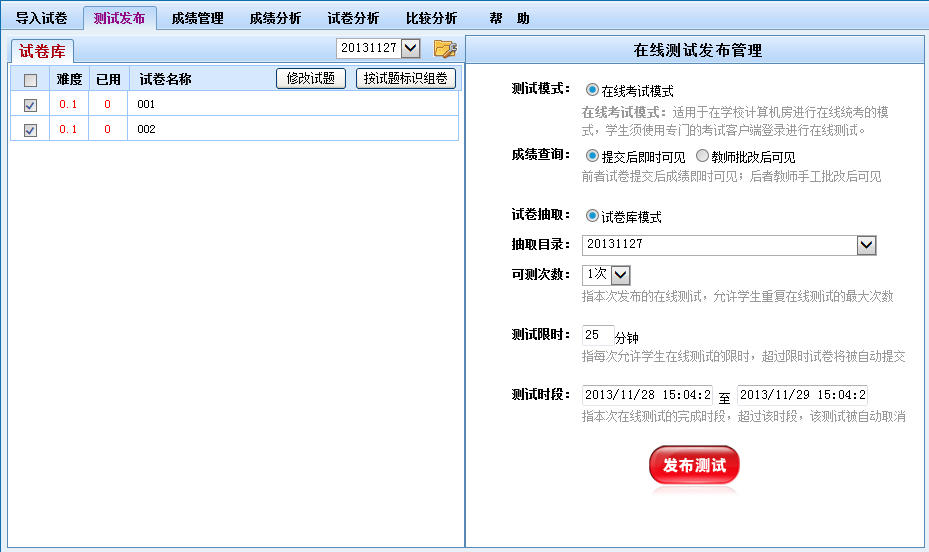 导入试卷 测试发布 成绩管理 成绩分析 试卷分析 比较分析 帮 助
试卷库 20131127
难度 已用 试卷名称 修改试题 按试题标识组卷
0.1 0 001
0.1 0 002
在线测试发布管理
测试模式： 在线考试模式
在线考试模式：适用于在学校计算机房进行在线统考的模
式，学生须使用专门的考试客户端登录进行在线测试。
成绩查询： 提交后即时可见 教师批改后可见
前者试卷提交后成绩即时可见；后者教师手工批改后可见
试卷抽取： 试卷库模式
抽取目录： 20131127
可测次数： 1次
指本次发布的在线测试，允许学生重复在线测试的最大次数
测试限时： 25 分钟
指每次允许学生在线测试的限时，超过限时试卷将被自动提交
测试时段： 2013/11/28 15:04:2 至 2013/11/29 15:04:2
指本次在线测试的完成时段，超过该时段，该测试被自动取消
发布测试